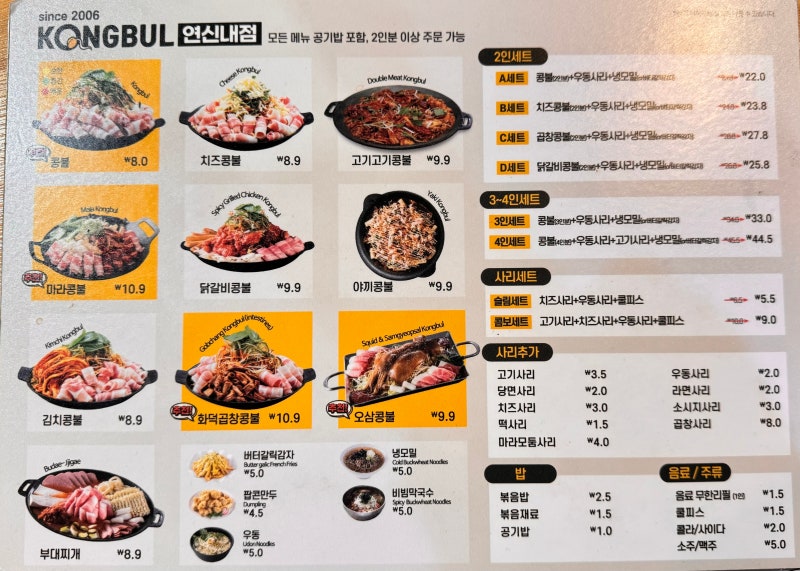 since 2006
KONGBUL 연신내점 모든 메뉴 공기밥 포함, 2인분 이상 주문 가능
Kongbul
추천!
콩불 ₩8.0
Cheese Kongbul
치즈콩불 ₩8.9
Double Meat Kongbul
고기고기콩불 ₩9.9
Mala Kongbul
추천!
마라콩불 ₩10.9
Spicy Grilled Chicken Kongbul
닭갈비콩불 ₩9.9
Yaki Kongbul
야끼콩불 ₩9.9
Kimchi Kongbul
김치콩불 ₩8.9
Gobchang Kongbul (intestines)
추천!
화덕곱창콩불 ₩10.9
Squid & Samgyeopsal Kongbul
추천!
오삼콩불 ₩9.9
Budae-Jjigae
부대찌개 ₩8.9
버터갈릭감자
Butter garlic French Fries
₩5.0
팝콘만두
Dumpling
₩4.5
우동
Udon Noodles
₩5.0
냉모밀
Cold Buckwheat Noodles
₩5.0
비빔막국수
Spicy Buckwheat Noodles
₩5.0
2인세트
A세트 콩불(2인분)+우동사리+냉모밀 ₩22.0
B세트 치즈콩불(2인분)+우동사리+냉모밀 ₩23.8
C세트 곱창콩불(2인분)+우동사리+냉모밀 ₩27.8
D세트 닭갈비콩불(2인분)+우동사리+냉모밀 ₩25.8
3~4인세트
3인세트 콩불(3인분)+우동사리+냉모밀 ₩33.0
4인세트 콩불(4인분)+우동사리+고기사리+냉모밀 ₩44.5
사리세트
슬림세트 치즈사리+우동사리+쿨피스 ₩5.5
콤보세트 고기사리+치즈사리+우동사리+쿨피스 ₩9.0
사리추가
고기사리 ₩3.5
당면사리 ₩2.0
치즈사리 ₩3.0
떡사리 ₩1.5
마라모둠사리 ₩4.0
우동사리 ₩2.0
라면사리 ₩2.0
소시지사리 ₩3.0
곱창사리 ₩8.0
밥
볶음밥 ₩2.5
볶음재료 ₩1.5
공기밥 ₩1.0
음료 / 주류
음료 무한리필 (1인) ₩1.5
쿨피스 ₩1.5
콜라/사이다 ₩2.0
소주/맥주 ₩5.0